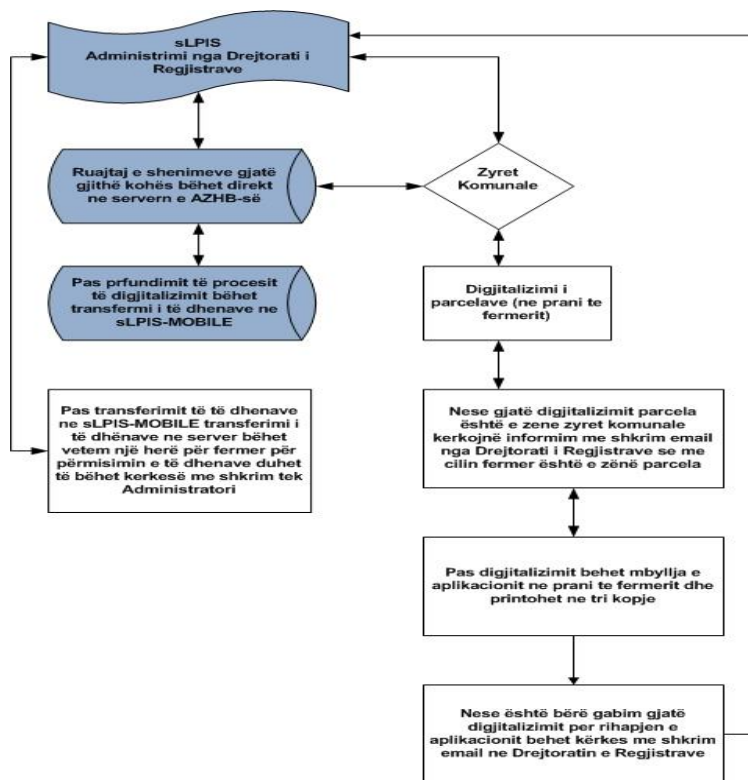 sLPIS
Administrimi nga Drejtorati i
Regjistrave
Ruajtaj e shenimeve gjatë
gjithë kohës bëhet direkt
ne servern e AZHB-së
Zyret
Komunale
Pas prfundimit të procesit
të digjitalizimit bëhet
transfermi i të dhenave ne
sLPIS-MOBILE
Digjitalizimi i
parcelave (ne prani te
fermerit)
Pas transferimit të të dhenave
ne sLPIS-MOBILE transferimi i
të dhënave ne server bëhet
vetem një herë për fermer për
përmisimin e të dhenave duhet
të bëhet kerkesë me shkrim tek
Administratori
Nese gjatë digjitalizimit parcela
është e zene zyret komunale
kerkojnë informim me shkrim email
nga Drejtorati i Regjistrave se me
cilin fermer është e zënë parcela
Pas digjitalizimit behet mbyllja e
aplikacionit ne prani te fermerit dhe
printohet ne tri kopje
Nese është bërë gabim gjatë
digjitalizimit per rihapjen e
aplikacionit behet kërkes me shkrim
email ne Drejtoratin e Regjistrave